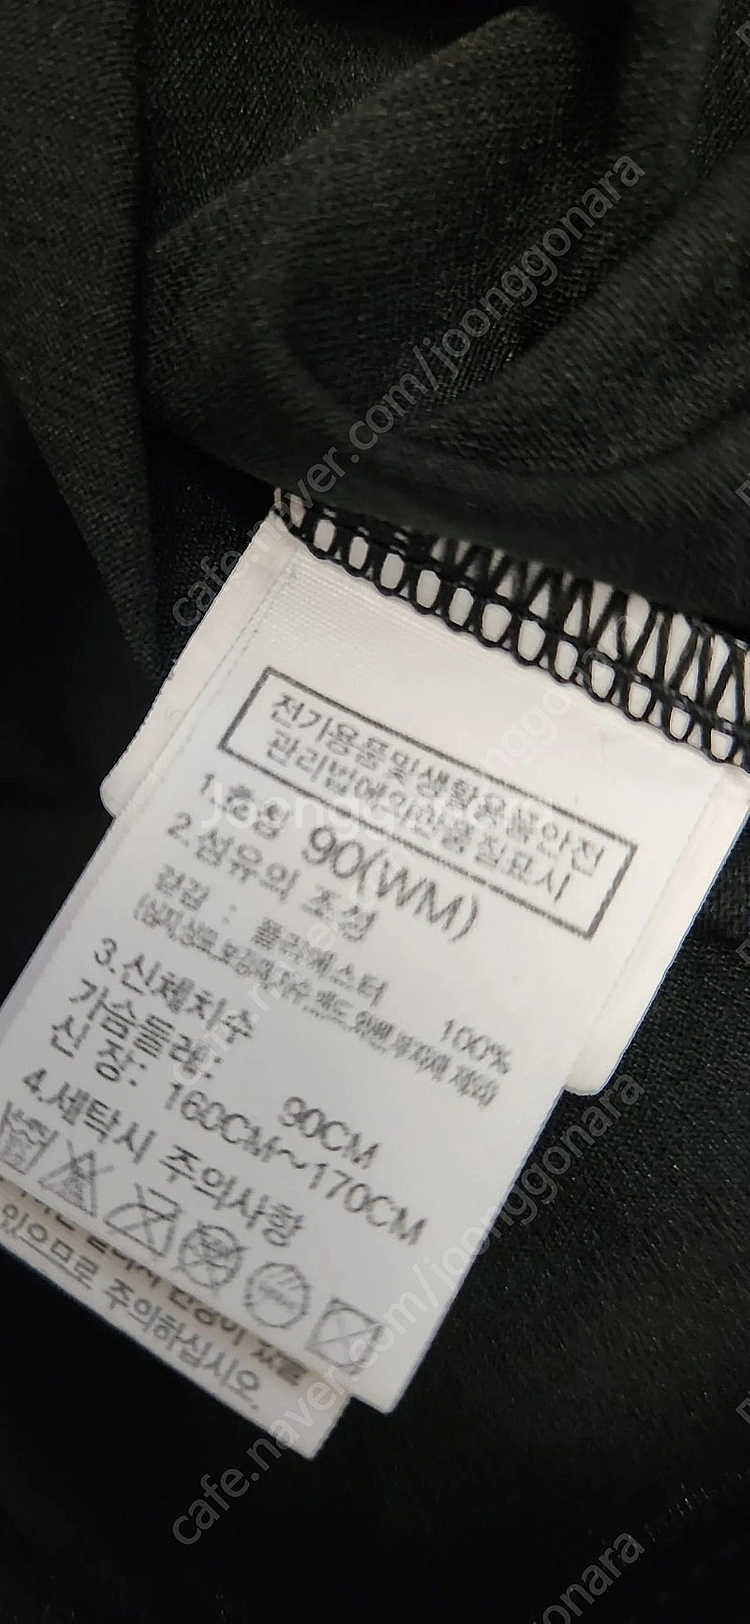 전기용품및생활용품안전
관리법에의한품질표시
1.호칭 90(WM)
2.섬유의 조성
겉감 : 폴리에스터 100%
3.신체치수
가슴둘레: 90CM
신 장: 160CM~170CM
4.세탁시 주의사항
있으므로 주의하십시오.
Joonggonara
cafe.naver.com/joonggonara
cafe.naver.com/joonggonara